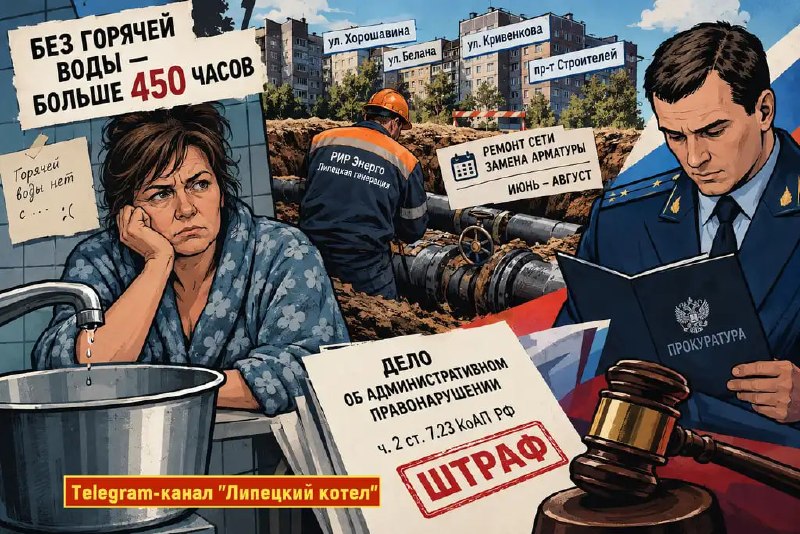 БЕЗ ГОРЯЧЕЙ
ВОДЫ —
БОЛЬШЕ 450 ЧАСОВ
Горячей
воды нет
с ... :(
ул. Хорошавина
ул. Белана
ул. Кривенкова
пр-т Строителей
РИР Энерго
Липецкая генерация
РЕМОНТ СЕТИ
ЗАМЕНА АРМАТУРЫ
ИЮНЬ – АВГУСТ
ПРОКУРАТУРА
ДЕЛО
ОБ АДМИНИСТРАТИВНОМ
ПРАВОНАРУШЕНИИ
ч. 2 ст. 7.23 КоАП РФ
ШТРАФ
Telegram-канал "Липецкий котел"